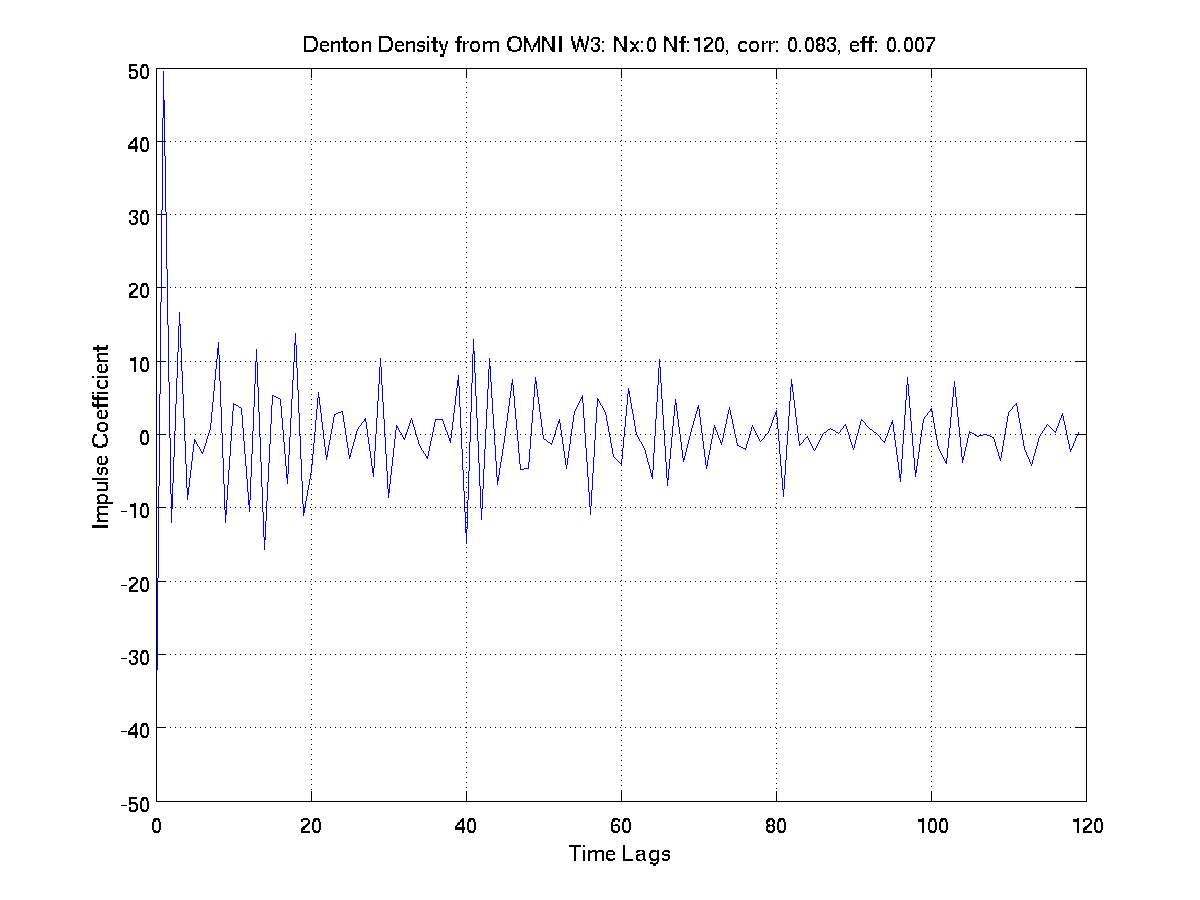 Denton Density from OMNI W3: Nx:0 Nf:120, corr: 0.083, eff: 0.007
50
40
30
20
10
0
-10
-20
-30
-40
-50
Impulse Coefficient
0 20 40 60 80 100 120
Time Lags